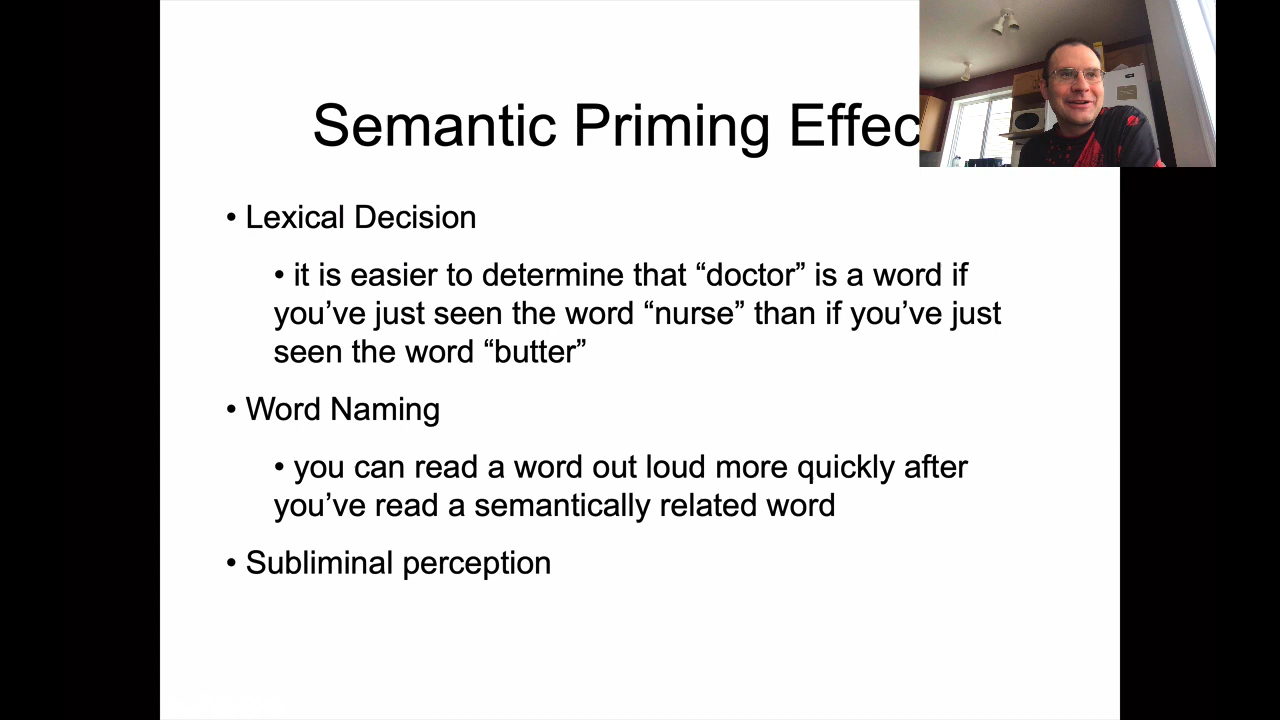 Semantic Priming Effec
• Lexical Decision
• it is easier to determine that “doctor” is a word if
you’ve just seen the word “nurse” than if you’ve just
seen the word “butter”
• Word Naming
• you can read a word out loud more quickly after
you’ve read a semantically related word
• Subliminal perception